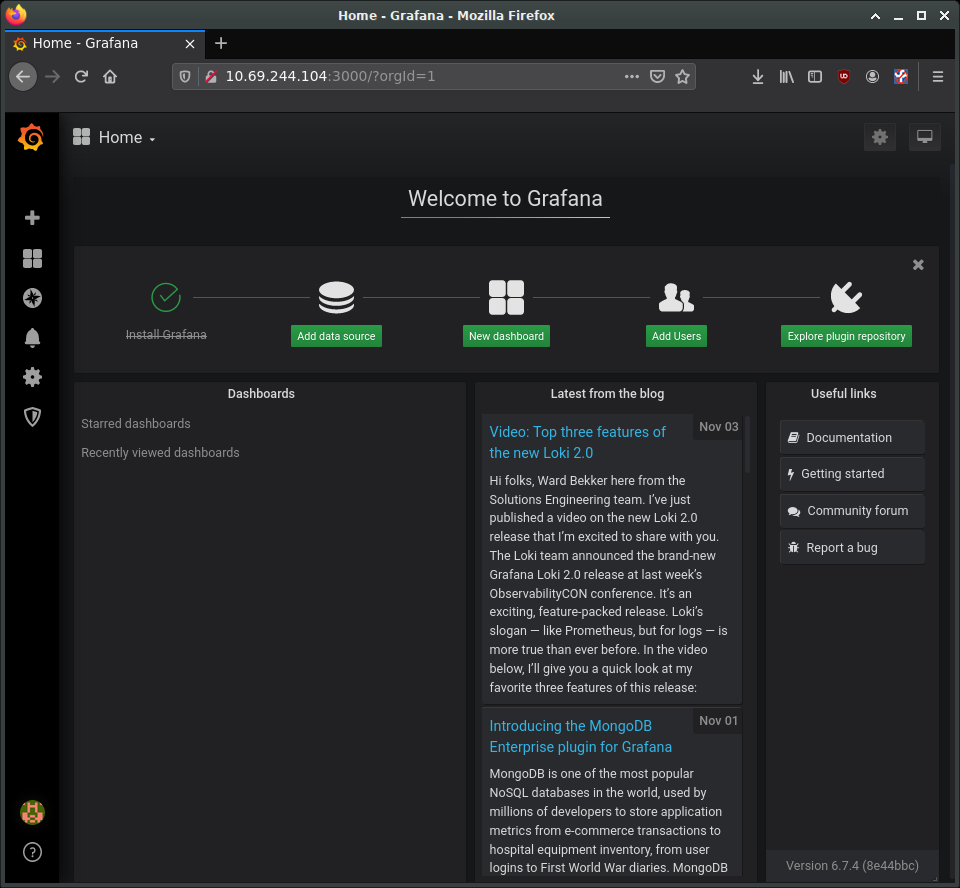 Home - Grafana - Mozilla Firefox
Home - Grafana
10.69.244.104:3000/?orgId=1
Home
Welcome to Grafana
Install Grafana
Add data source
New dashboard
Add Users
Explore plugin repository
Dashboards
Starred dashboards
Recently viewed dashboards
Latest from the blog
Video: Top three features of
the new Loki 2.0
Nov 03
Hi folks, Ward Bekker here from the
Solutions Engineering team. I’ve just
published a video on the new Loki 2.0
release that I’m excited to share with you.
The Loki team announced the brand-new
Grafana Loki 2.0 release at last week’s
ObservabilityCON conference. It’s an
exciting, feature-packed release. Loki’s
slogan — like Prometheus, but for logs — is
more true than ever before. In the video
below, I’ll give you a quick look at my
favorite three features of this release:
Introducing the MongoDB
Enterprise plugin for Grafana
Nov 01
MongoDB is one of the most popular
NoSQL databases in the world, used by
millions of developers to store application
metrics from e-commerce transactions to
hospital equipment inventory, from user
logins to First World War diaries. MongoDB
Useful links
Documentation
Getting started
Community forum
Report a bug
Version 6.7.4 (8e44bbc)